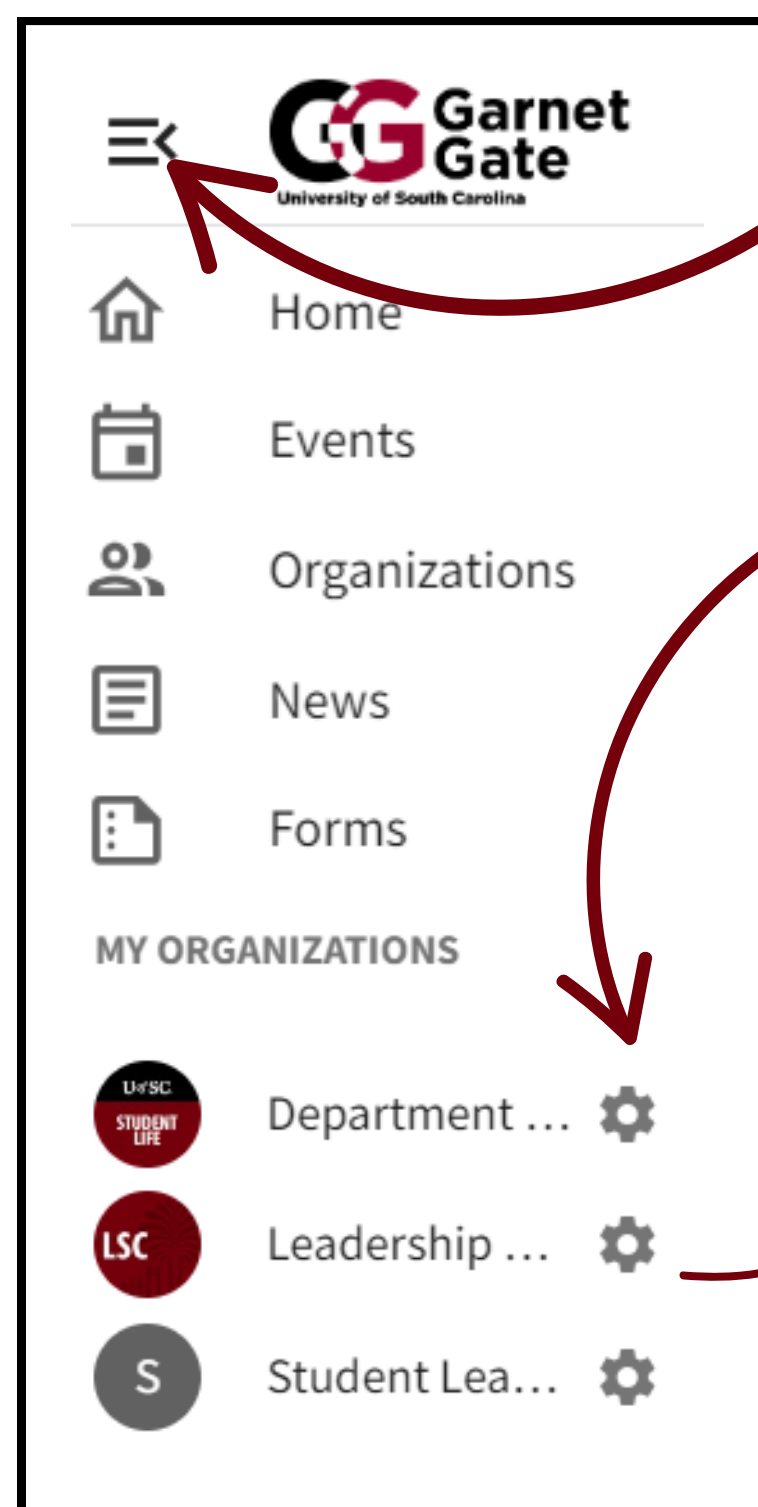 Garnet
Gate
University of South Carolina
Home
Events
Organizations
News
Forms
MY ORGANIZATIONS
UofSC
STUDENT
LIFE
Department ...
LSC
Leadership ...
S
Student Lea...